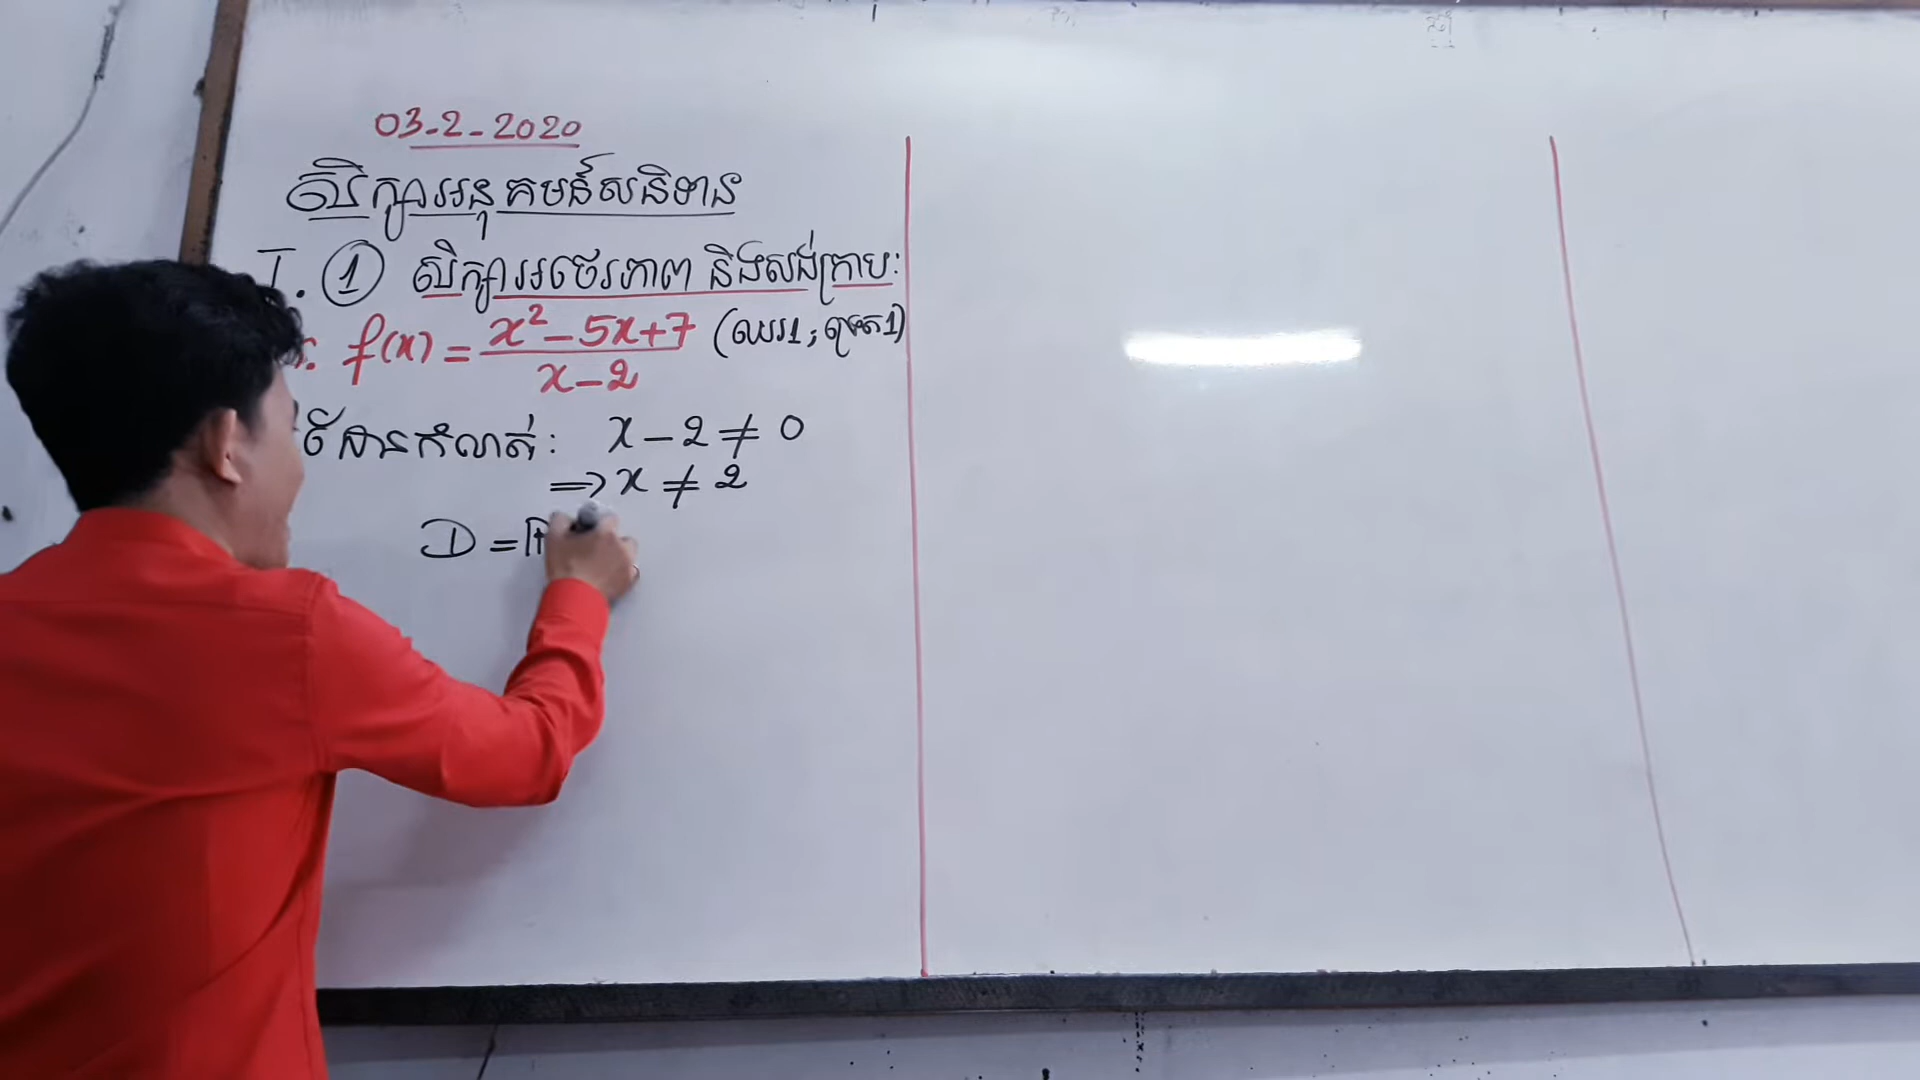 03-2-2020
សិក្សាអនុគមន៍សនិទាន
I. ① សិក្សាអថេរភាព និងសង់ក្រាប:
f(x) = \frac{x²-5x+7}{x-2} (ឈរ1; ទ្រេត1)
ដែនកំណត់: x-2≠0
⇒ x ≠ 2
D = IR